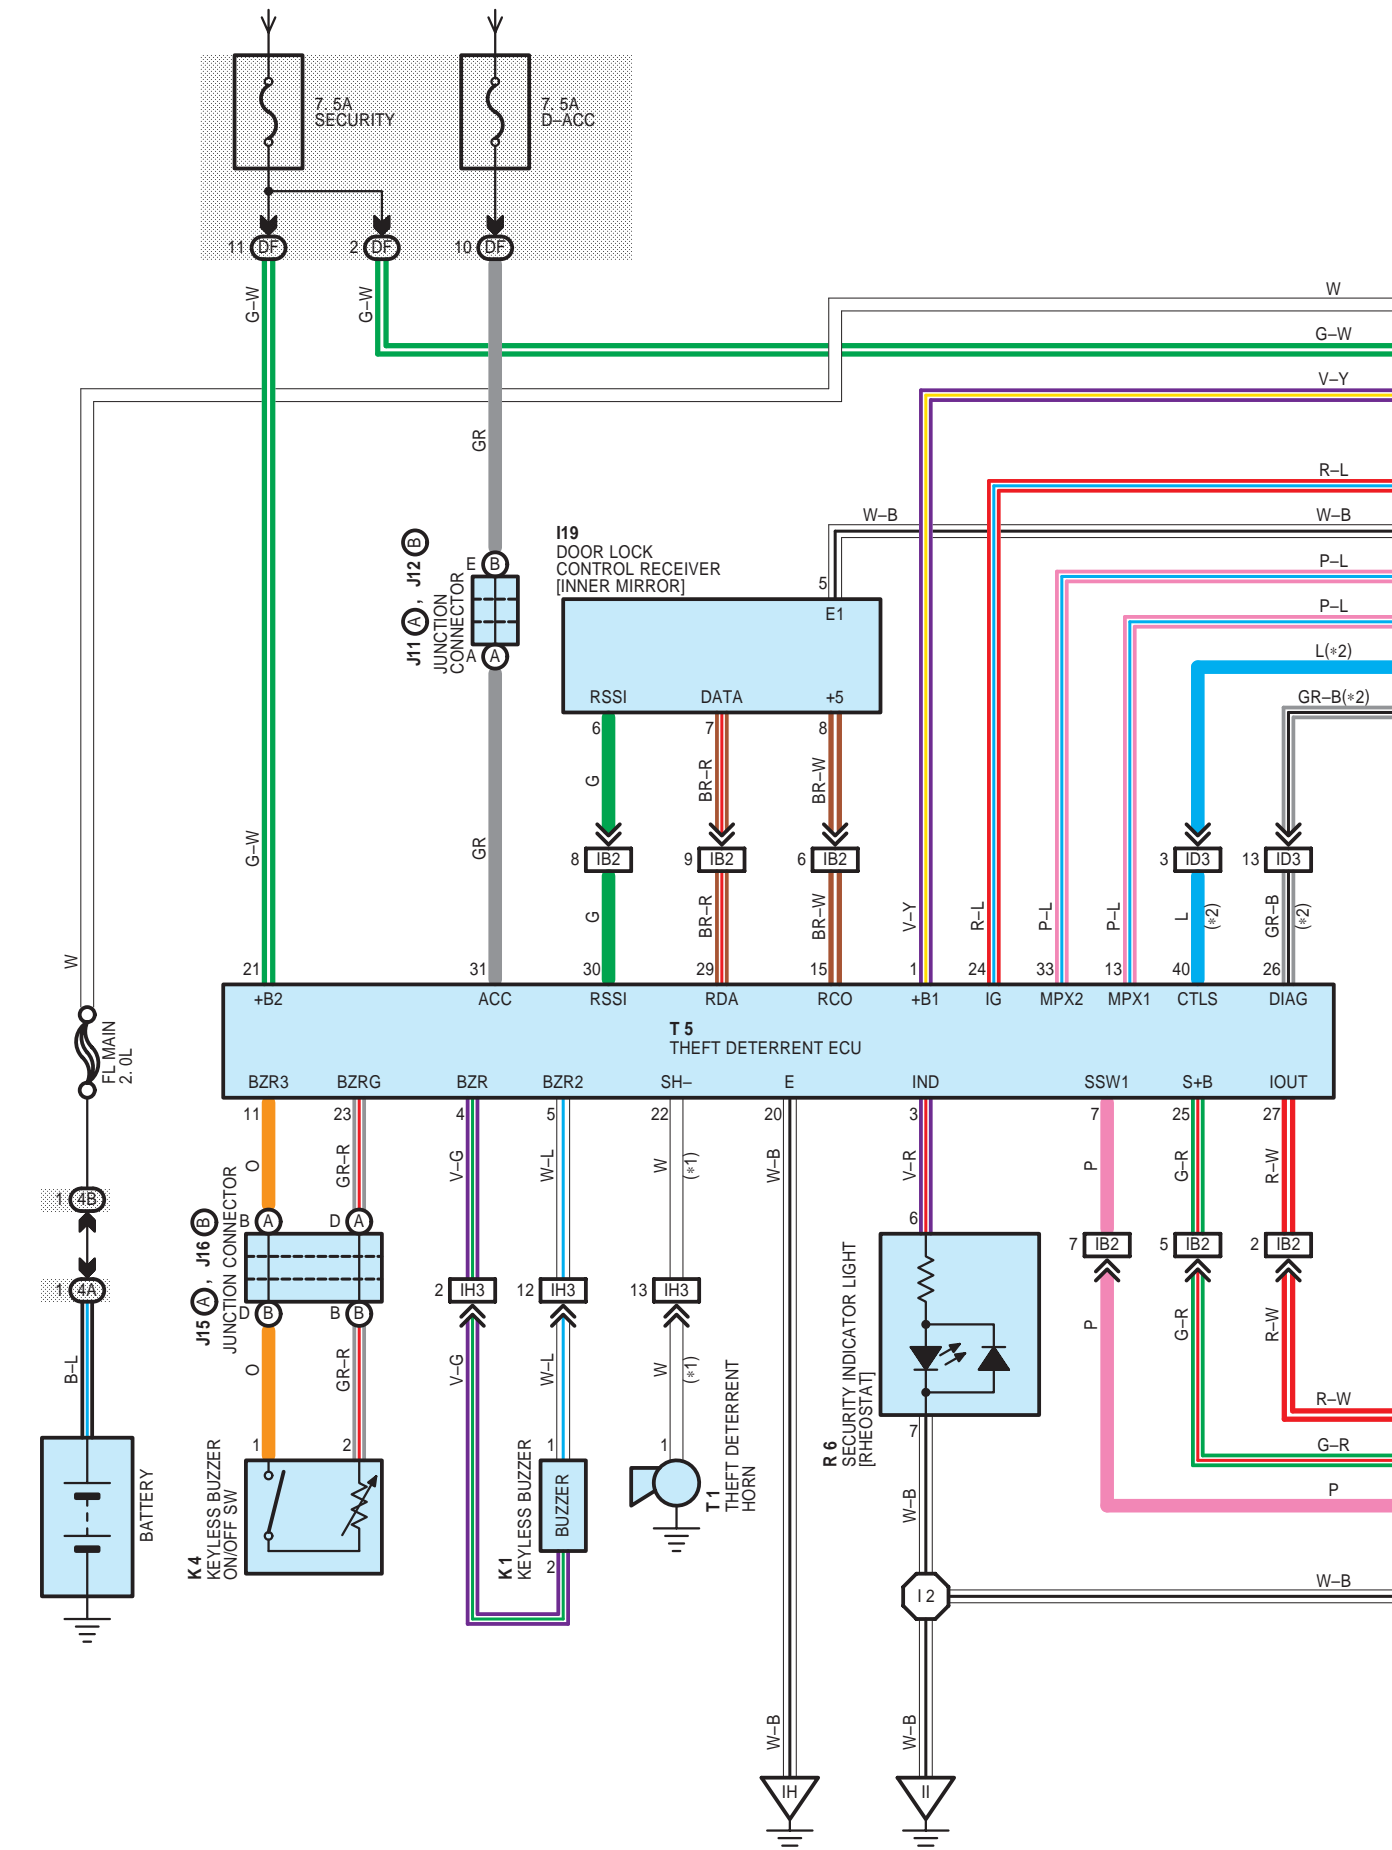 7. 5A
SECURITY
7. 5A
D–ACC
11 DF
2 DF
10 DF
G–W
G–W
W
G–W
V–Y
GR
R–L
W–B
W–B
P–L
P–L
L(∗2)
GR–B(∗2)
J11 A , J12 B
JUNCTION
CONNECTOR
E B
A A
I19
DOOR LOCK
CONTROL RECEIVER
[INNER MIRROR]
5
E1
RSSI DATA +5
6 7 8
G BR–R BR–W
G–W GR
8 IB2
9 IB2
6 IB2
3 ID3
13 ID3
G BR–R BR–W V–Y R–L P–L P–L L (∗2) GR–B (∗2)
W
21 31 30 29 15 1 24 33 13 40 26
+B2 ACC RSSI RDA RCO +B1 IG MPX2 MPX1 CTLS DIAG
T 5
THEFT DETERRENT ECU
BZR3 BZRG BZR BZR2 SH– E IND SSW1 S+B IOUT
11 23 4 5 22 20 3 7 25 27
FL MAIN
2. 0L
O GR–R V–G W–L W (∗1) W–B V–R P G–R R–W
1 4B
1 4A
B–L
BATTERY
J15 A , J16 B
JUNCTION CONNECTOR
B A
D A
D B
B B
O GR–R V–G W–L W (∗1)
2 IH3
12 IH3
13 IH3
6
7 IB2
5 IB2
2 IB2
P G–R R–W
R 6
SECURITY INDICATOR LIGHT
[RHEOSTAT]
7
R–W
G–R
P
1 2 1 1
K 4
KEYLESS BUZZER
ON/OFF SW
K 1
KEYLESS BUZZER
BUZZER
2
T 1
THEFT DETERRENT
HORN
W–B
I 2
W–B
W–B
W–B
IH
II